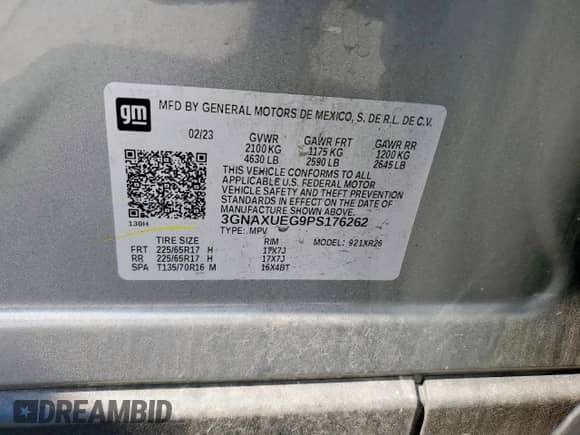 gm
MFD BY GENERAL MOTORS DE MEXICO, S. DE R.L. DE C.V.
02/23 GVWR GAWR FRT GAWR RR
2100 KG 1175 KG 1200 KG
4630 LB 2590 LB 2645 LB
THIS VEHICLE CONFORMS TO ALL
APPLICABLE U.S. FEDERAL MOTOR
VEHICLE SAFETY AND THEFT PREVENTION
STANDARDS IN EFFECT ON THE DATE OF
MANUFACTURE SHOWN ABOVE.
3GNAXUEG9PS176262
130H
TYPE: MPV MODEL: 921XR26
TIRE SIZE RIM
FRT 225/65R17 H 17X7J
RR 225/65R17 H 17X7J
SPA T135/70R16 M 16X4BT
DREAMBID